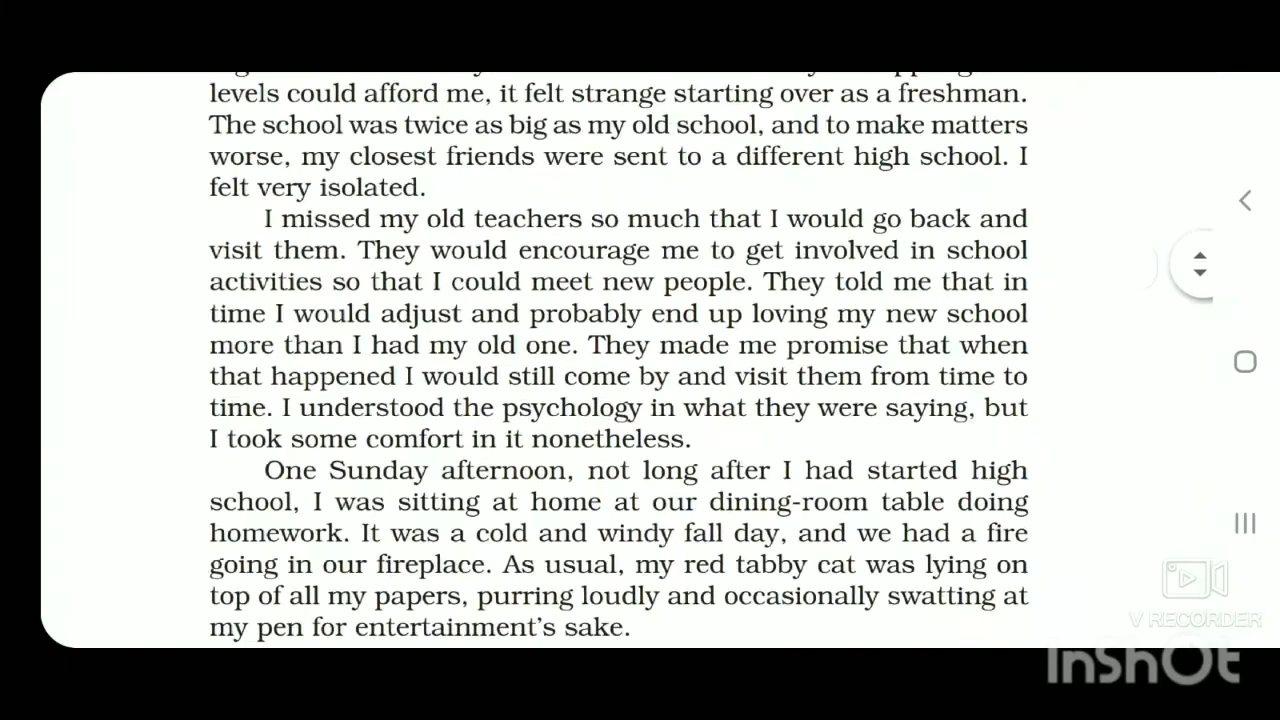 levels could afford me, it felt strange starting over as a freshman.
The school was twice as big as my old school, and to make matters
worse, my closest friends were sent to a different high school. I
felt very isolated.
I missed my old teachers so much that I would go back and
visit them. They would encourage me to get involved in school
activities so that I could meet new people. They told me that in
time I would adjust and probably end up loving my new school
more than I had my old one. They made me promise that when
that happened I would still come by and visit them from time to
time. I understood the psychology in what they were saying, but
I took some comfort in it nonetheless.
One Sunday afternoon, not long after I had started high
school, I was sitting at home at our dining-room table doing
homework. It was a cold and windy fall day, and we had a fire
going in our fireplace. As usual, my red tabby cat was lying on
top of all my papers, purring loudly and occasionally swatting at
my pen for entertainment's sake.
V RECORDER
InShOt